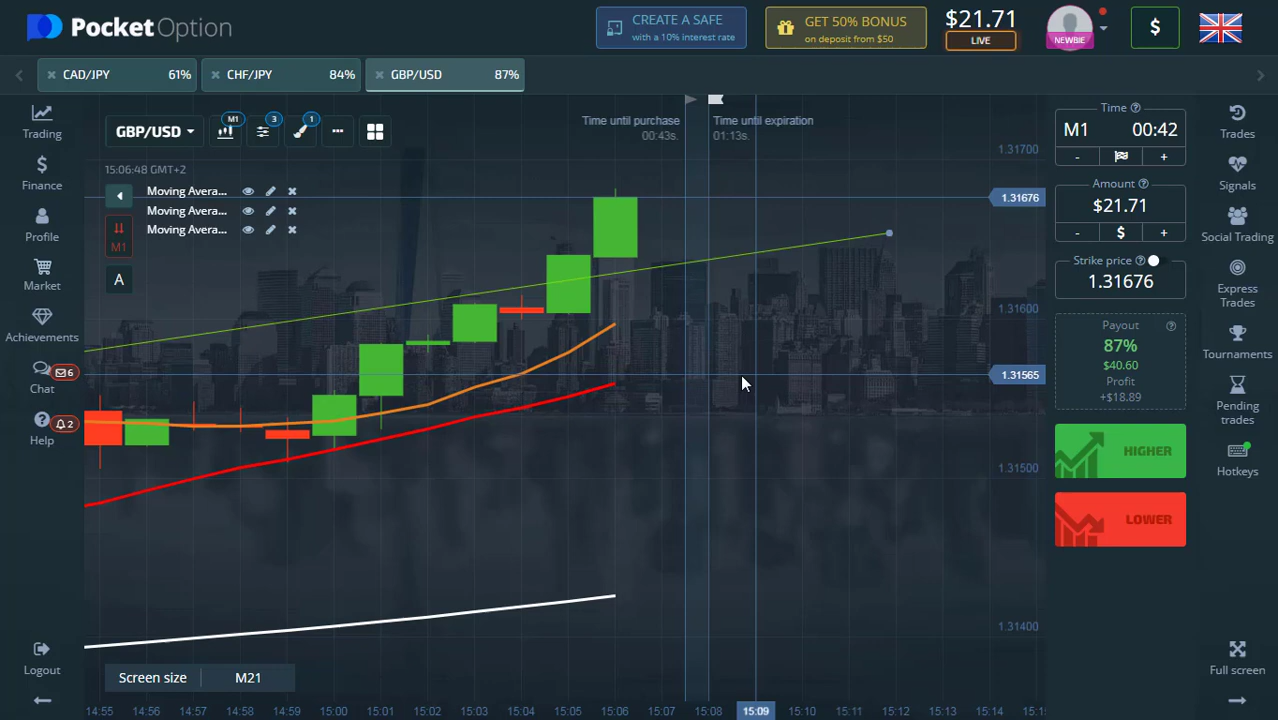 PocketOption
CREATE A SAFE
with a 10% interest rate
GET 50% BONUS
on deposit from $50
$21.71
LIVE
NEWBIE
$
CAD/JPY 61%
CHF/JPY 84%
GBP/USD 87%
Trading
Finance
Profile
Market
Achievements
Chat
6
Help
2
Logout
GBP/USD
M1
3
1
15:06:48 GMT+2
Moving Avera...
Moving Avera...
Moving Avera...
M1
A
Time until purchase
00:43s.
Time until expiration
01:13s.
1.31700
1.31676
1.31600
1.31565
1.31500
1.31400
Screen size M21
14:55 14:56 14:57 14:58 14:59 15:00 15:01 15:02 15:03 15:04 15:05 15:06 15:07 15:08 15:09 15:10 15:11 15:12 15:13 15:14
Time
M1 00:42
- +
Amount
$21.71
- $ +
Strike price
1.31676
Payout
87%
$40.60
Profit
+$18.89
HIGHER
LOWER
Trades
Signals
Social Trading
Express
Trades
Tournaments
Pending
trades
Hotkeys
Full screen